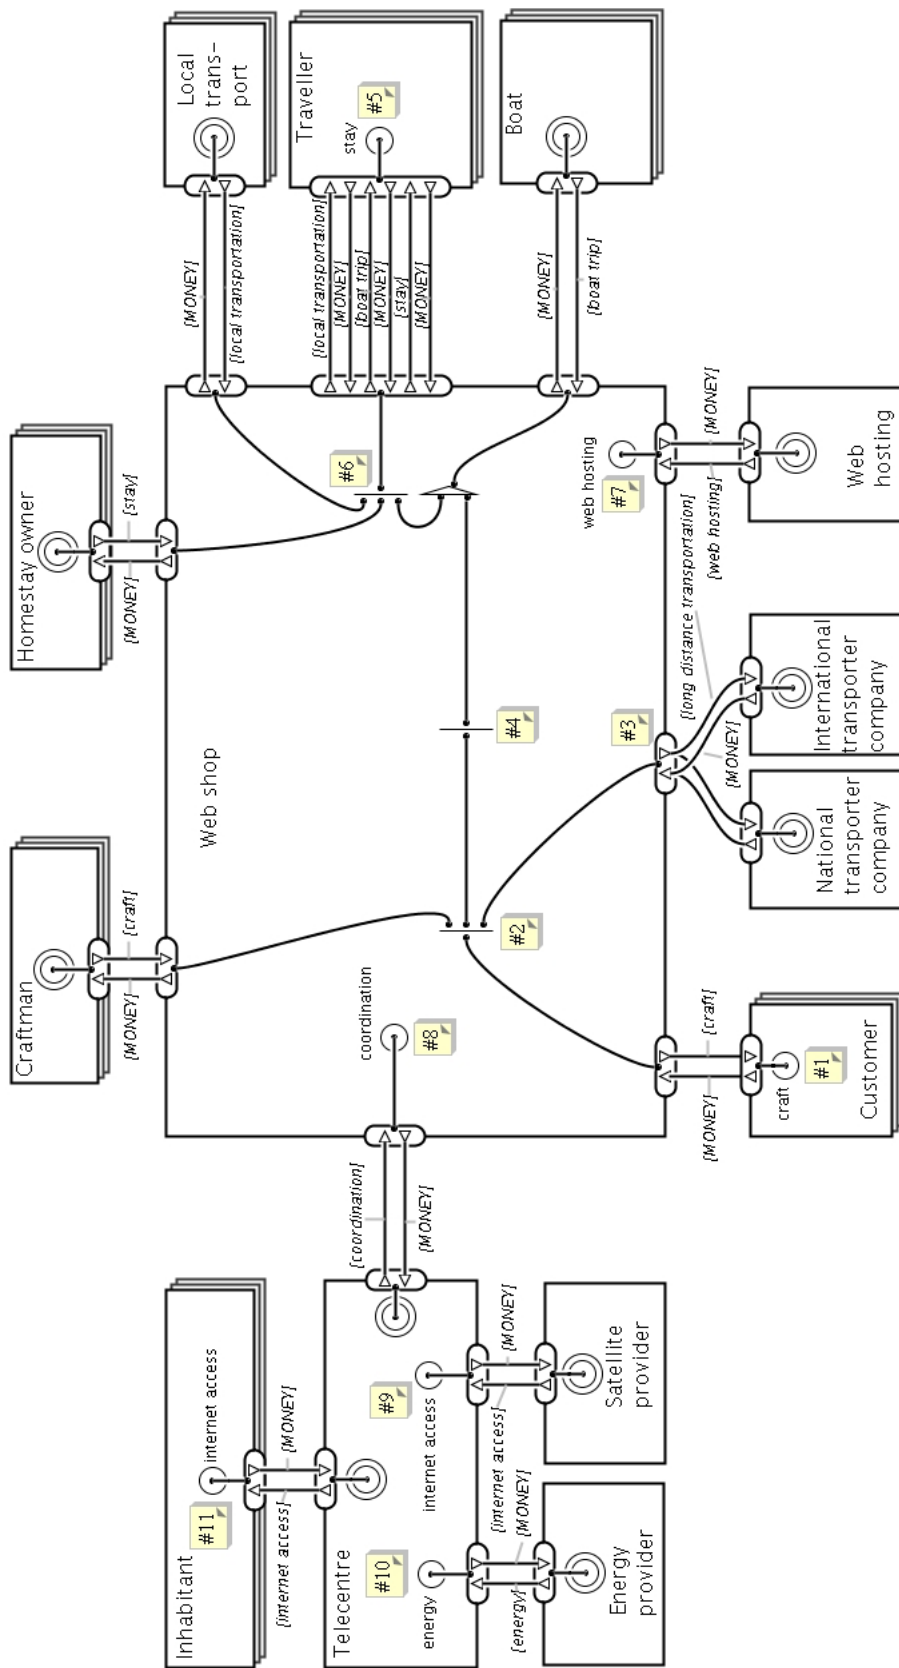 Inhabitant
#11
internet access
[internet access]
[MONEY]
Telecentre
#10
energy
#9
internet access
[energy]
[MONEY]
[internet access]
[MONEY]
Energy
provider
Satellite
provider
[coordination]
[MONEY]
Craftman
[MONEY]
[craft]
Homestay owner
[MONEY]
[stay]
Web shop
coordination
#8
#2
#4
#6
#3
web hosting
#7
[MONEY]
[craft]
craft
#1
Customer
[long distance transportation]
[MONEY]
National
transporter
company
International
transporter
company
[web hosting]
[MONEY]
Web
hosting
[MONEY]
[local transportation]
Local
trans-
port
[local transportation]
[MONEY]
[boat trip]
[MONEY]
[stay]
[MONEY]
Traveller
stay
#5
[MONEY]
[boat trip]
Boat